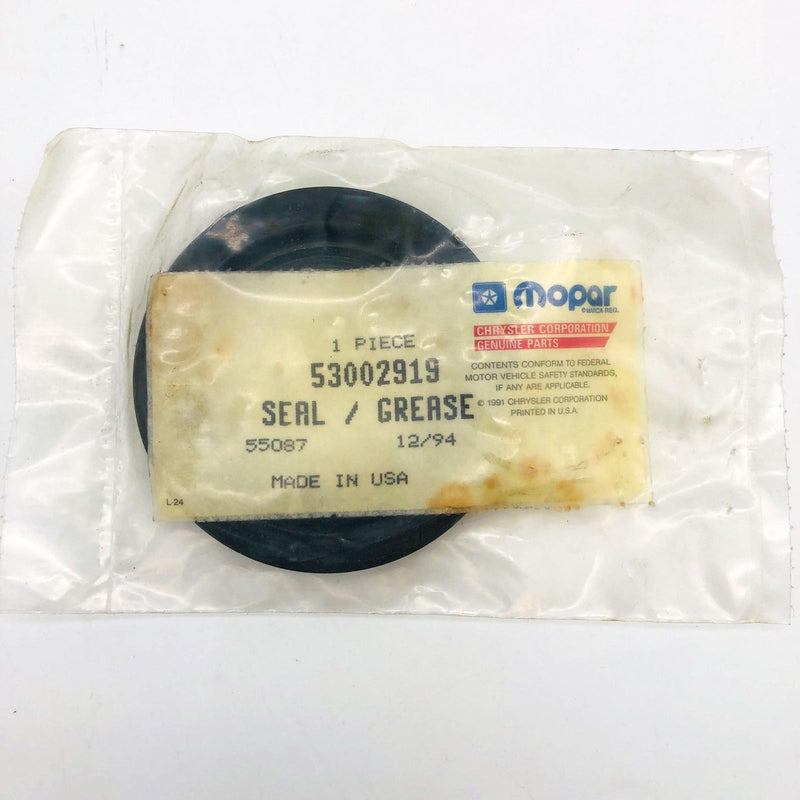 1 PIECE
53002919
SEAL / GREASE
55087 12/94
MADE IN USA
L-24
mopar
© MARCA REG.
CHRYSLER CORPORATION
GENUINE PARTS
CONTENTS CONFORM TO FEDERAL
MOTOR VEHICLE SAFETY STANDARDS,
IF ANY ARE APPLICABLE.
© 1991 CHRYSLER CORPORATION
PRINTED IN U.S.A.